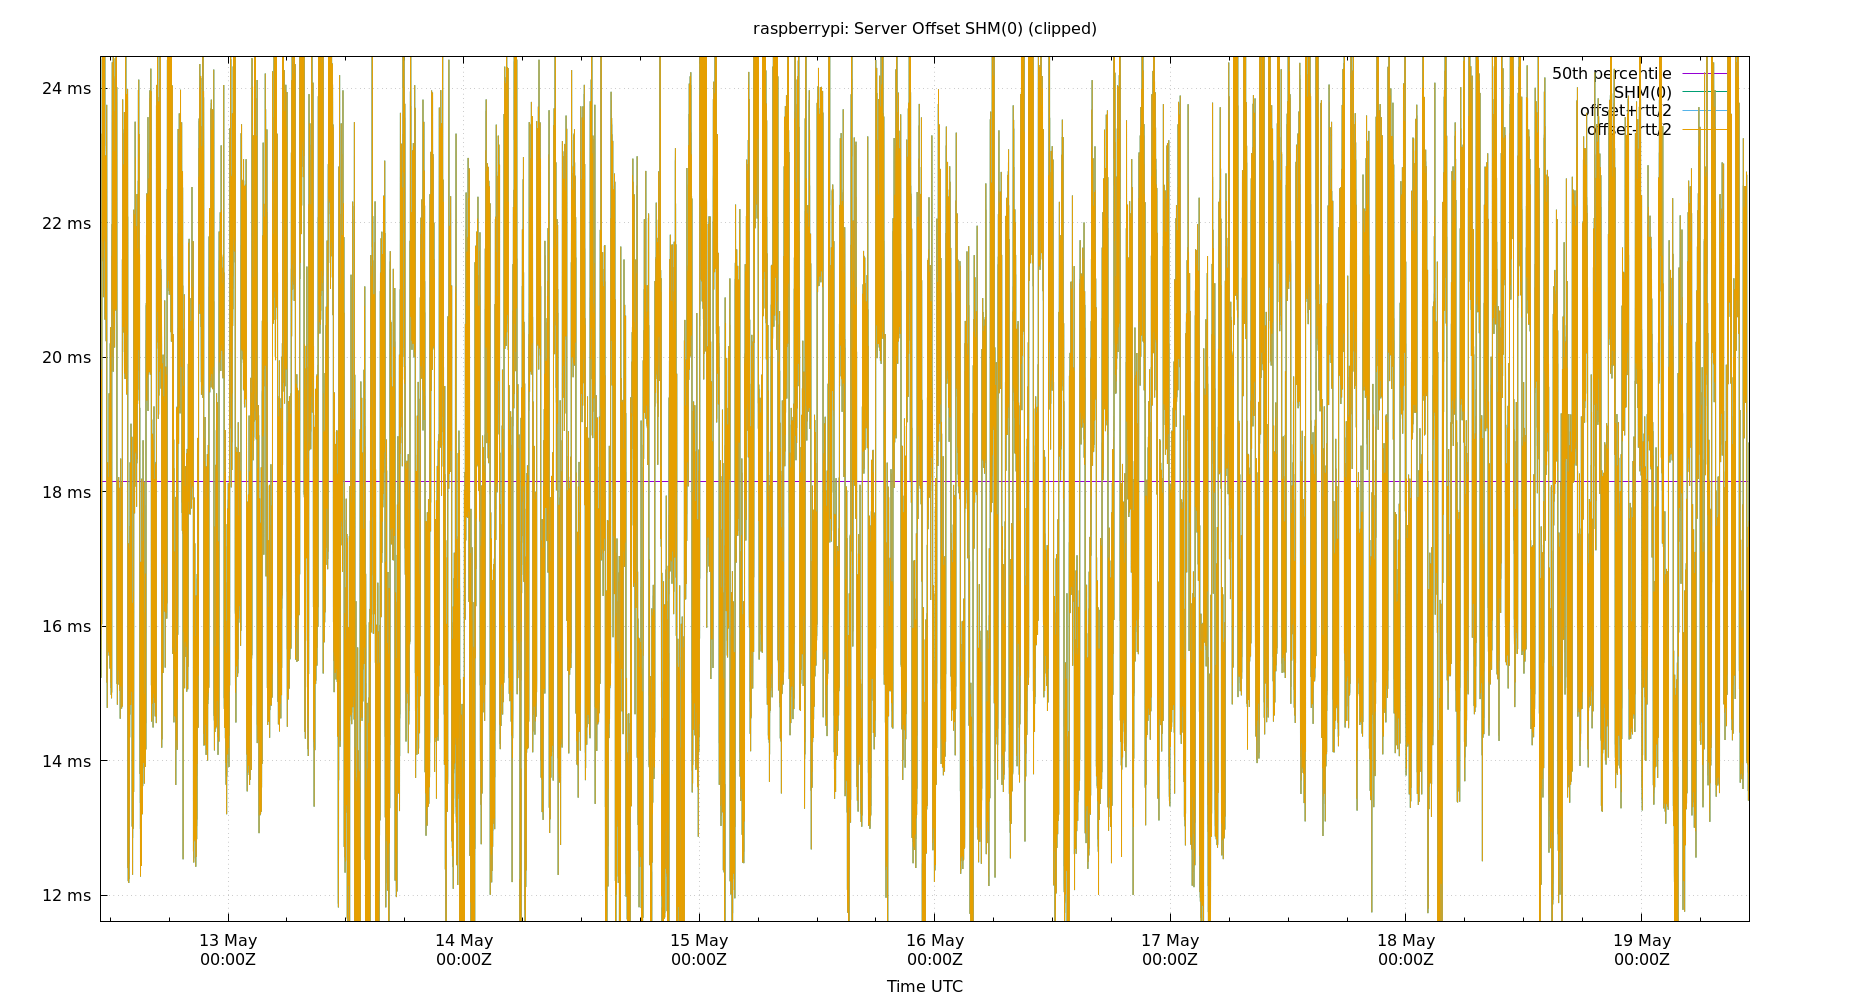 raspberrypi: Server Offset SHM(0) (clipped)
50th percentile
SHM(0)
offset+rtt/2
offset-rtt/2
24 ms
22 ms
20 ms
18 ms
16 ms
14 ms
12 ms
13 May 14 May 15 May 16 May 17 May 18 May 19 May
00:00Z 00:00Z 00:00Z 00:00Z 00:00Z 00:00Z 00:00Z
Time UTC